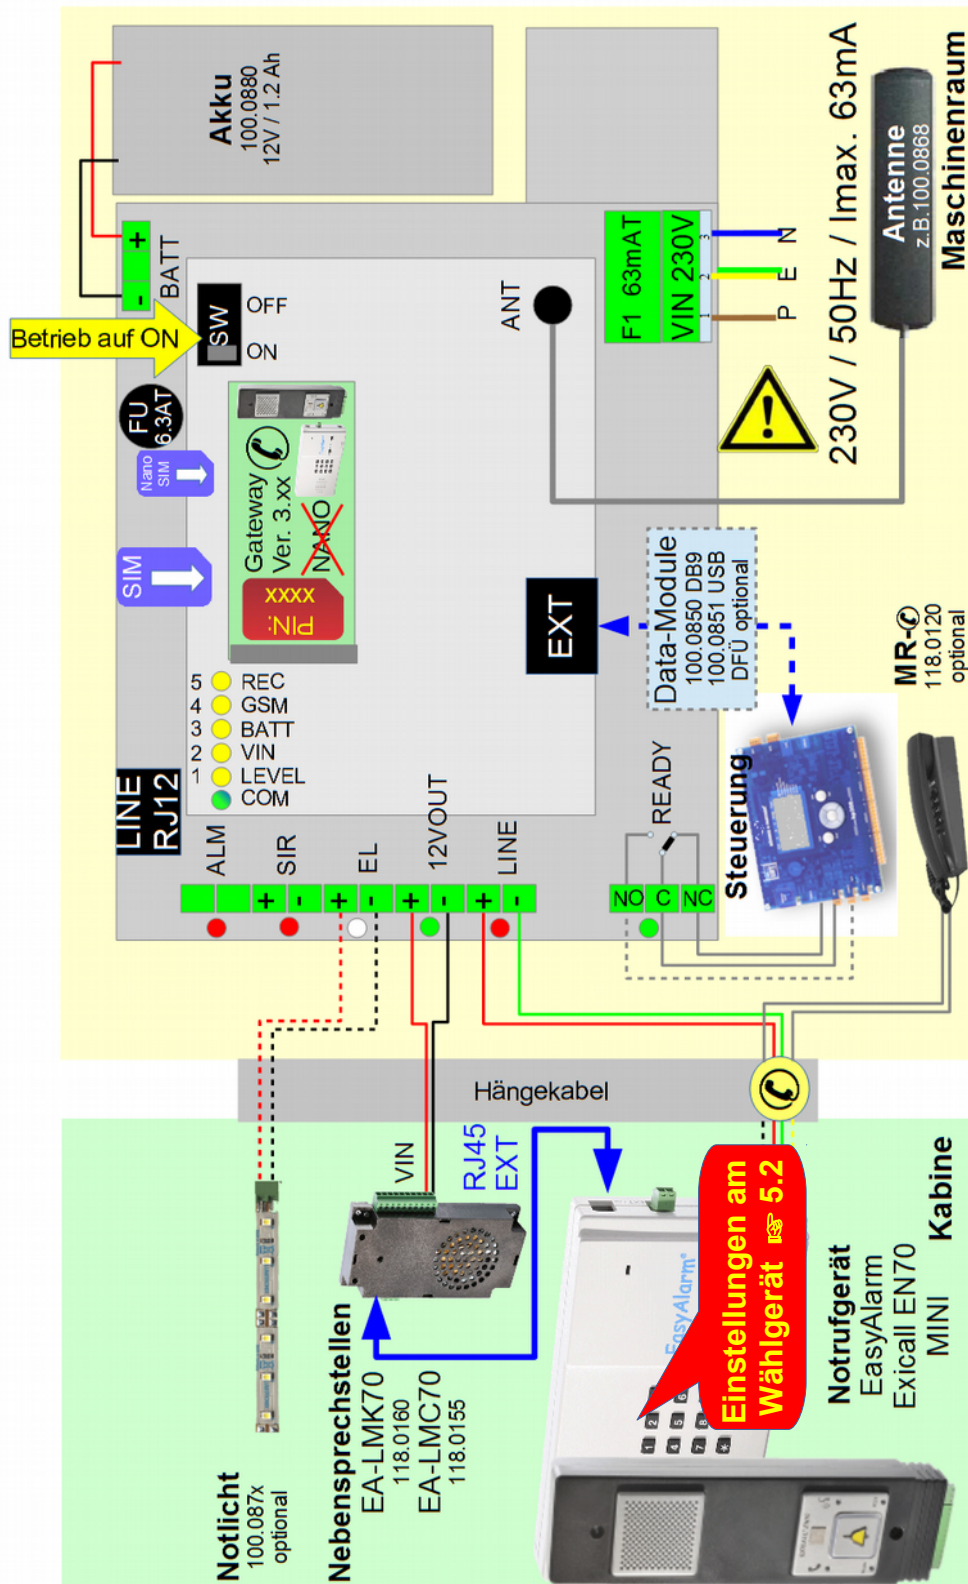 Akku
100.0880
12V / 1.2 Ah
- +
BATT
Betrieb auf ON
SW
OFF
ON
FU
6.3AT
Nano
SIM
SIM
Gateway
Ver. 3.xx
NANO
PIN:
xxxx
ANT
F1 63mAT
VIN 230V
1 2 3
P E N
230V / 50Hz / Imax. 63mA
Antenne
z.B.100.0868
Maschinenraum
EXT
Data-Module
100.0850 DB9
100.0851 USB
DFÜ optional
5 REC
4 GSM
3 BATT
2 VIN
1 LEVEL
COM
LINE
RJ12
ALM
+ - SIR
+ - EL
+ - 12VOUT
+ - LINE
NO C NC
READY
Steuerung
MR-✆
118.0120
optional
Hängekabel
VIN
RJ45
EXT
Notlicht
100.087x
optional
Nebensprechstellen
EA-LMK70
118.0160
EA-LMC70
118.0155
EasyAlarm®
Einstellungen am
Wählgerät ☞ 5.2
Notrufgerät
EasyAlarm
Exicall EN70
MINI
Kabine